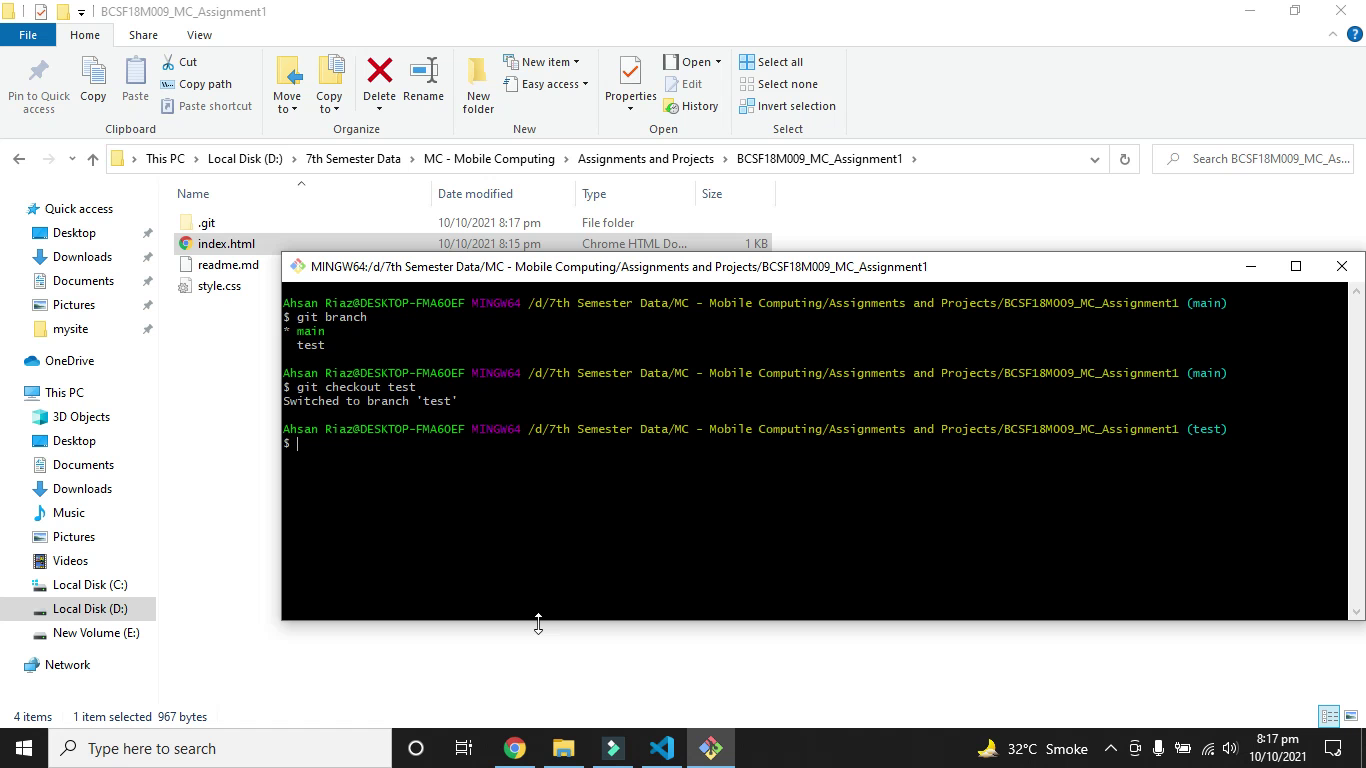 BCSF18M009_MC_Assignment1
File Home Share View
Pin to Quick access
Copy
Paste
Cut
Copy path
Paste shortcut
Clipboard
Move to
Copy to
Delete
Rename
Organize
New folder
New item
Easy access
New
Properties
Open
Edit
History
Open
Select all
Select none
Invert selection
Select
This PC Local Disk (D:) 7th Semester Data MC - Mobile Computing Assignments and Projects BCSF18M009_MC_Assignment1
Search BCSF18M009_MC_As...
Quick access
Desktop
Downloads
Documents
Pictures
mysite
OneDrive
This PC
3D Objects
Desktop
Documents
Downloads
Music
Pictures
Videos
Local Disk (C:)
Local Disk (D:)
New Volume (E:)
Network
Name Date modified Type Size
.git 10/10/2021 8:17 pm File folder
index.html 10/10/2021 8:15 pm Chrome HTML Do... 1 KB
readme.md
style.css
MINGW64:/d/7th Semester Data/MC - Mobile Computing/Assignments and Projects/BCSF18M009_MC_Assignment1
Ahsan Riaz@DESKTOP-FMA6OEF MINGW64 /d/7th Semester Data/MC - Mobile Computing/Assignments and Projects/BCSF18M009_MC_Assignment1 (main)
$ git branch
* main
test
Ahsan Riaz@DESKTOP-FMA6OEF MINGW64 /d/7th Semester Data/MC - Mobile Computing/Assignments and Projects/BCSF18M009_MC_Assignment1 (main)
$ git checkout test
Switched to branch 'test'
Ahsan Riaz@DESKTOP-FMA6OEF MINGW64 /d/7th Semester Data/MC - Mobile Computing/Assignments and Projects/BCSF18M009_MC_Assignment1 (test)
$
4 items 1 item selected 967 bytes
Type here to search
32°C Smoke
8:17 pm
10/10/2021